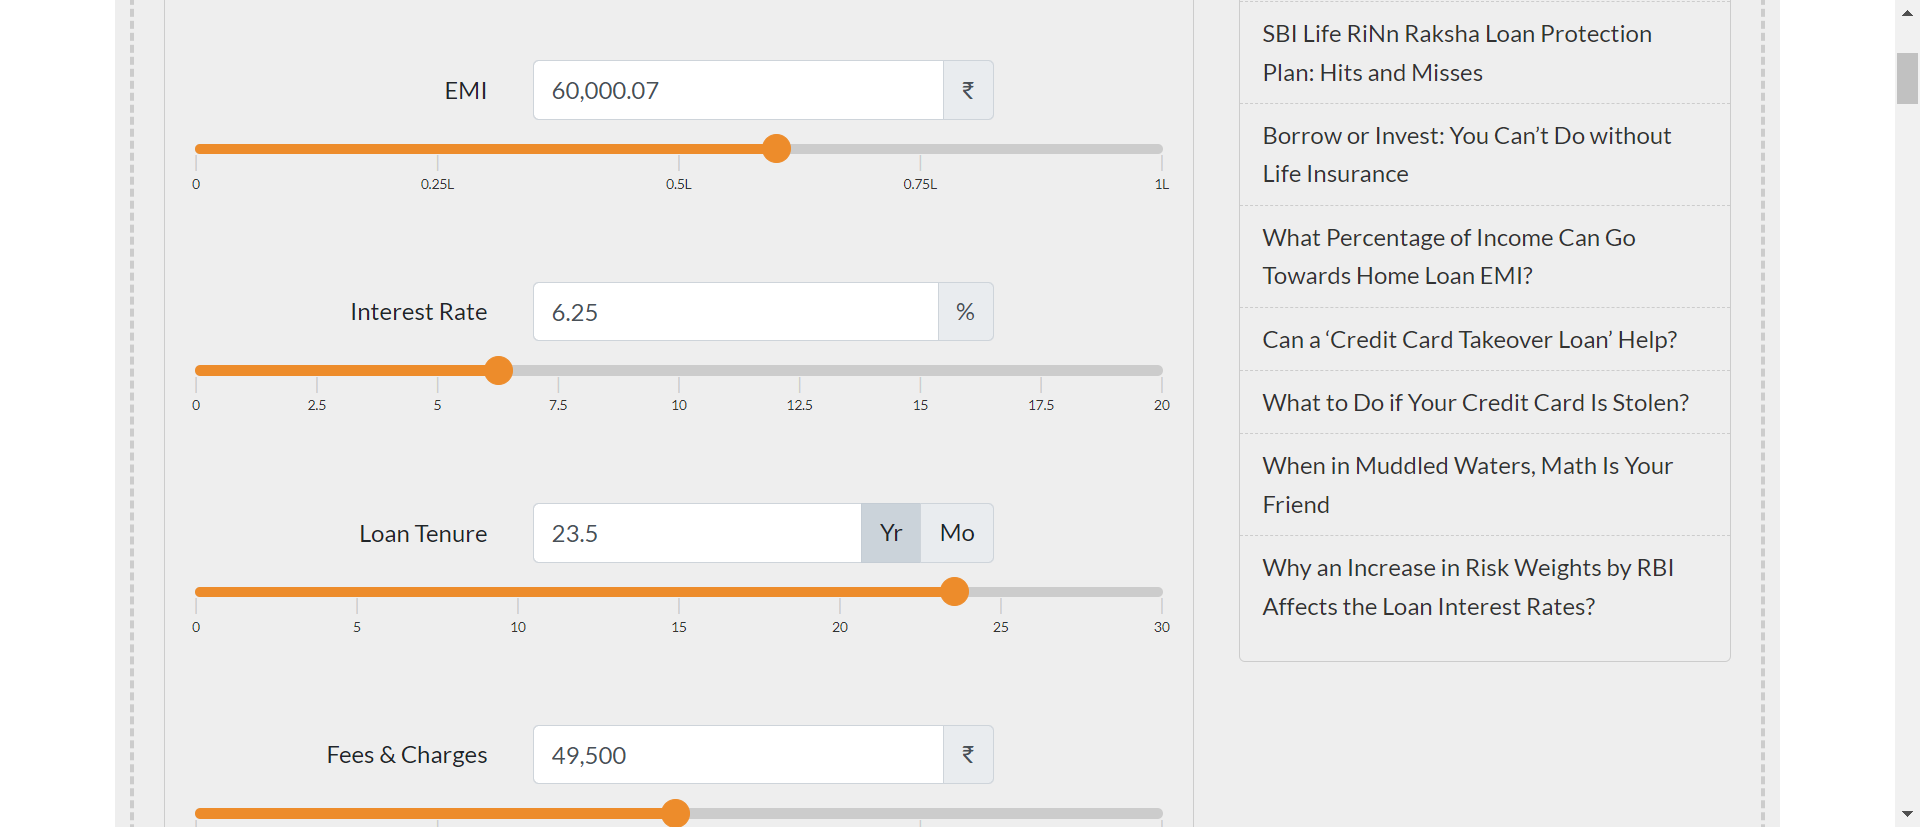 EMI
60,000.07
₹
0
0.25L
0.5L
0.75L
1L
Interest Rate
6.25
%
0
2.5
5
7.5
10
12.5
15
17.5
20
Loan Tenure
23.5
Yr
Mo
0
5
10
15
20
25
30
Fees & Charges
49,500
₹
SBI Life RiNn Raksha Loan Protection
Plan: Hits and Misses
Borrow or Invest: You Can’t Do without
Life Insurance
What Percentage of Income Can Go
Towards Home Loan EMI?
Can a ‘Credit Card Takeover Loan’ Help?
What to Do if Your Credit Card Is Stolen?
When in Muddled Waters, Math Is Your
Friend
Why an Increase in Risk Weights by RBI
Affects the Loan Interest Rates?